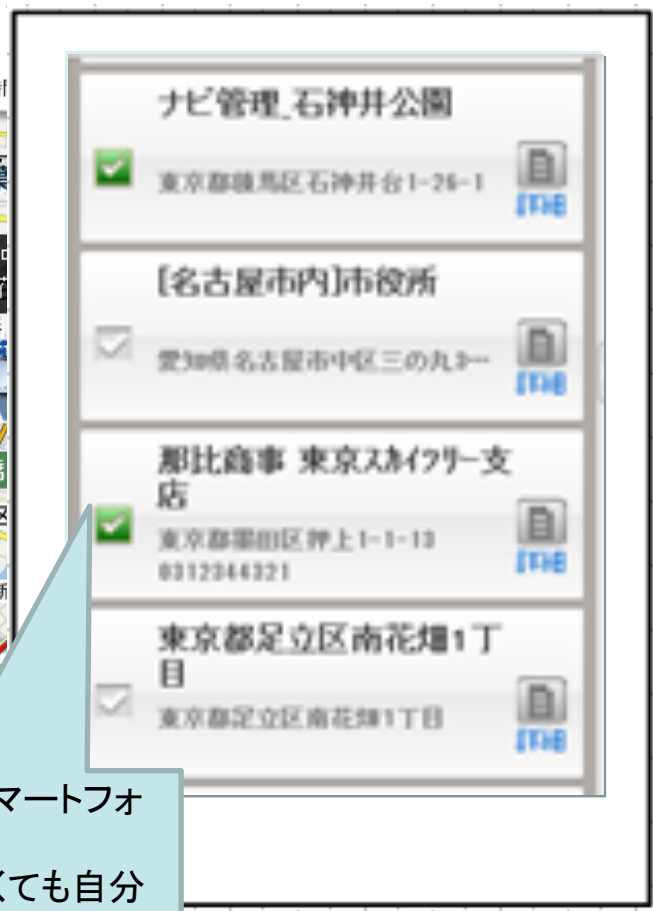 ナビ管理_石神井公園
東京都練馬区石神井台1-26-1
詳細
[名古屋市内]市役所
愛知県名古屋市中区三の丸3…
詳細
那比商事 東京スカイツリー支
店
東京都墨田区押上1-1-13
0312344321
詳細
東京都足立区南花畑1丁
目
東京都足立区南花畑1丁目
詳細
マートフォ
くても自分